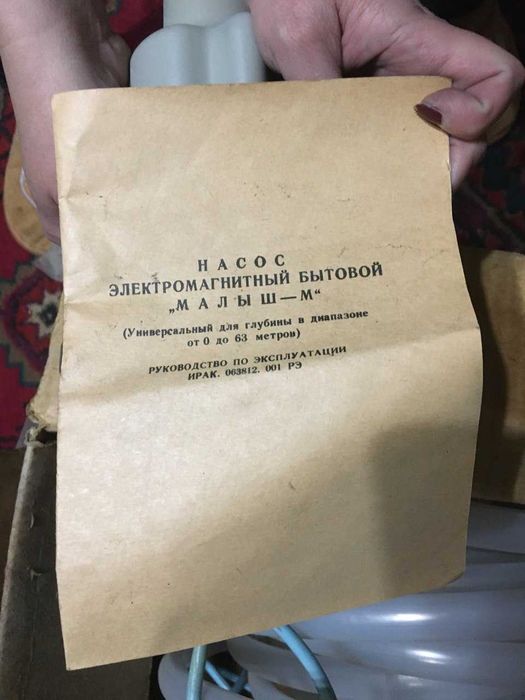 НАСОС
ЭЛЕКТРОМАГНИТНЫЙ БЫТОВОЙ
„МАЛЫШ—М“
(Универсальный для глубины в диапазоне
от 0 до 63 метров)
РУКОВОДСТВО ПО ЭКСПЛУАТАЦИИ
ИРАК. 063812. 001 РЭ